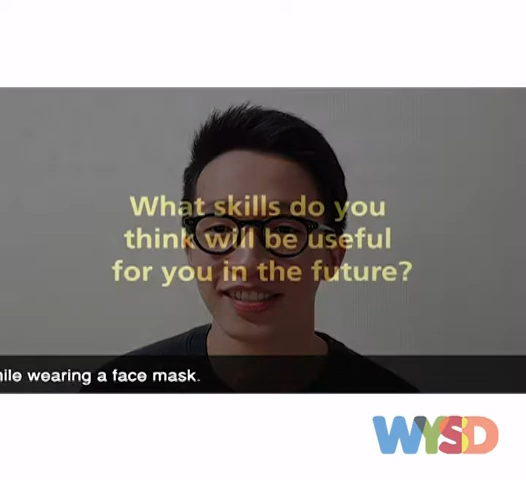 What skills do you
think will be useful
for you in the future?
ile wearing a face mask.
WYSD